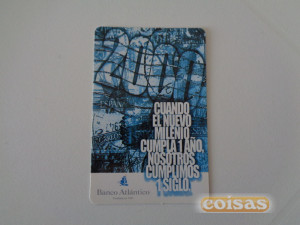 2000
CUANDO
EL NUEVO
MILENIO
CUMPLA 1 AÑO,
NOSOTROS
CUMPLIMOS
1 SIGLO.
Banco Atlántico
coisas